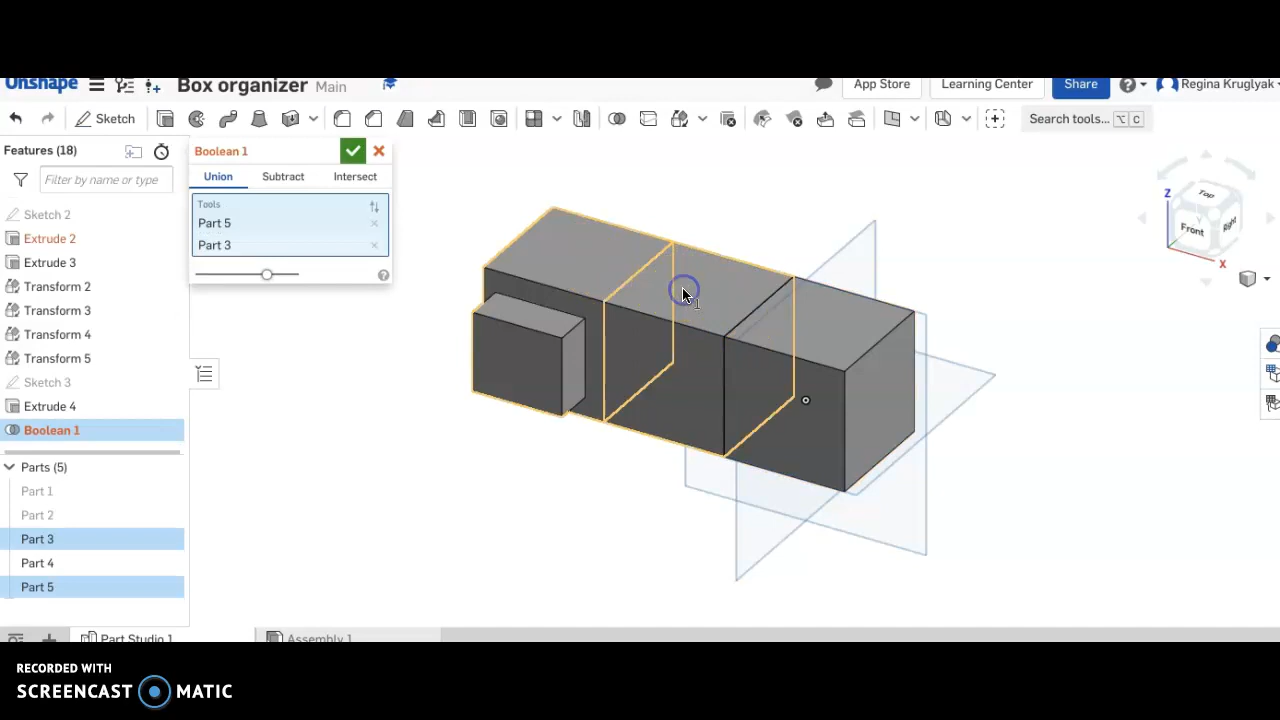 Onshape
Box organizer Main
App Store
Learning Center
Share
Regina Kruglyak
Sketch
Search tools... ⌥ C
Features (18)
Filter by name or type
Sketch 2
Extrude 2
Extrude 3
Transform 2
Transform 3
Transform 4
Transform 5
Sketch 3
Extrude 4
Boolean 1
Parts (5)
Part 1
Part 2
Part 3
Part 4
Part 5
Boolean 1
Union Subtract Intersect
Tools
Part 5
Part 3
Z
Top
Front
Right
X
Part Studio 1
Assembly 1
RECORDED WITH
SCREENCAST MATIC